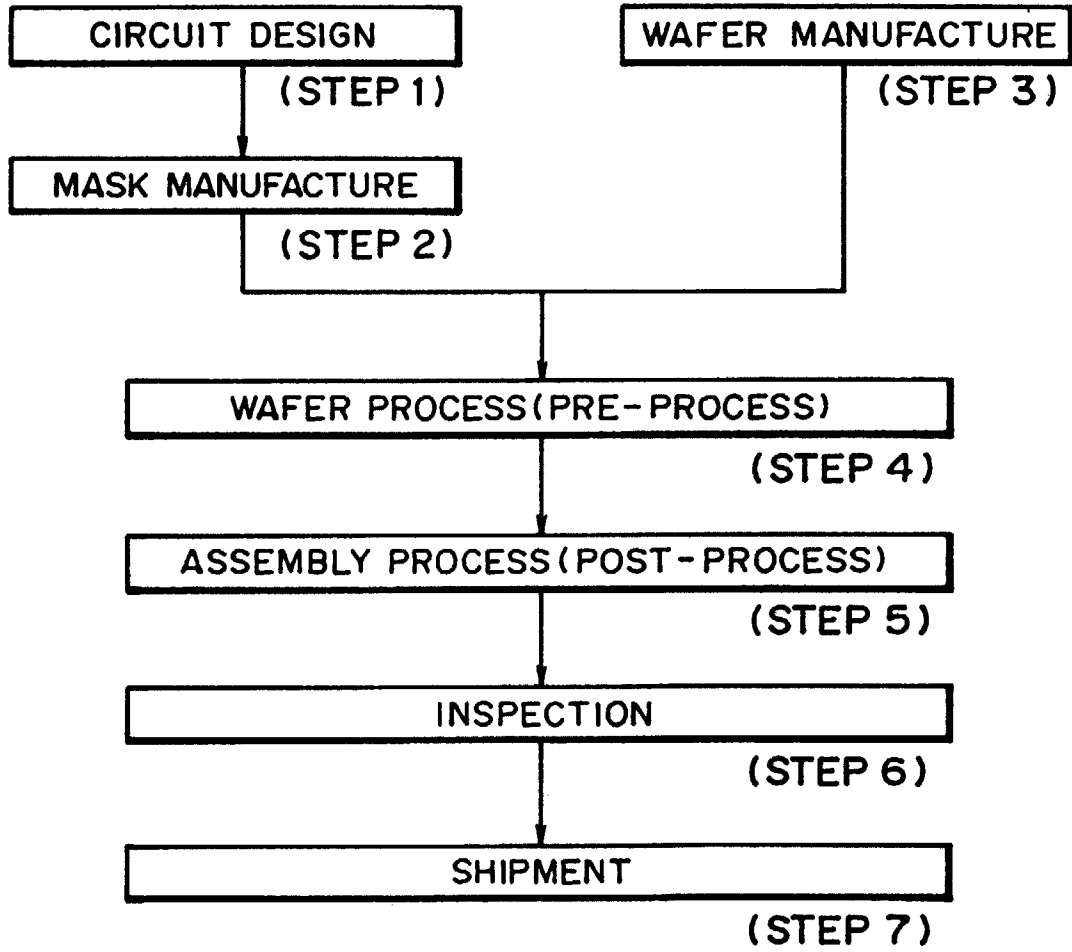 CIRCUIT DESIGN
(STEP 1)
WAFER MANUFACTURE
(STEP 3)
MASK MANUFACTURE
(STEP 2)
WAFER PROCESS (PRE-PROCESS)
(STEP 4)
ASSEMBLY PROCESS (POST-PROCESS)
(STEP 5)
INSPECTION
(STEP 6)
SHIPMENT
(STEP 7)